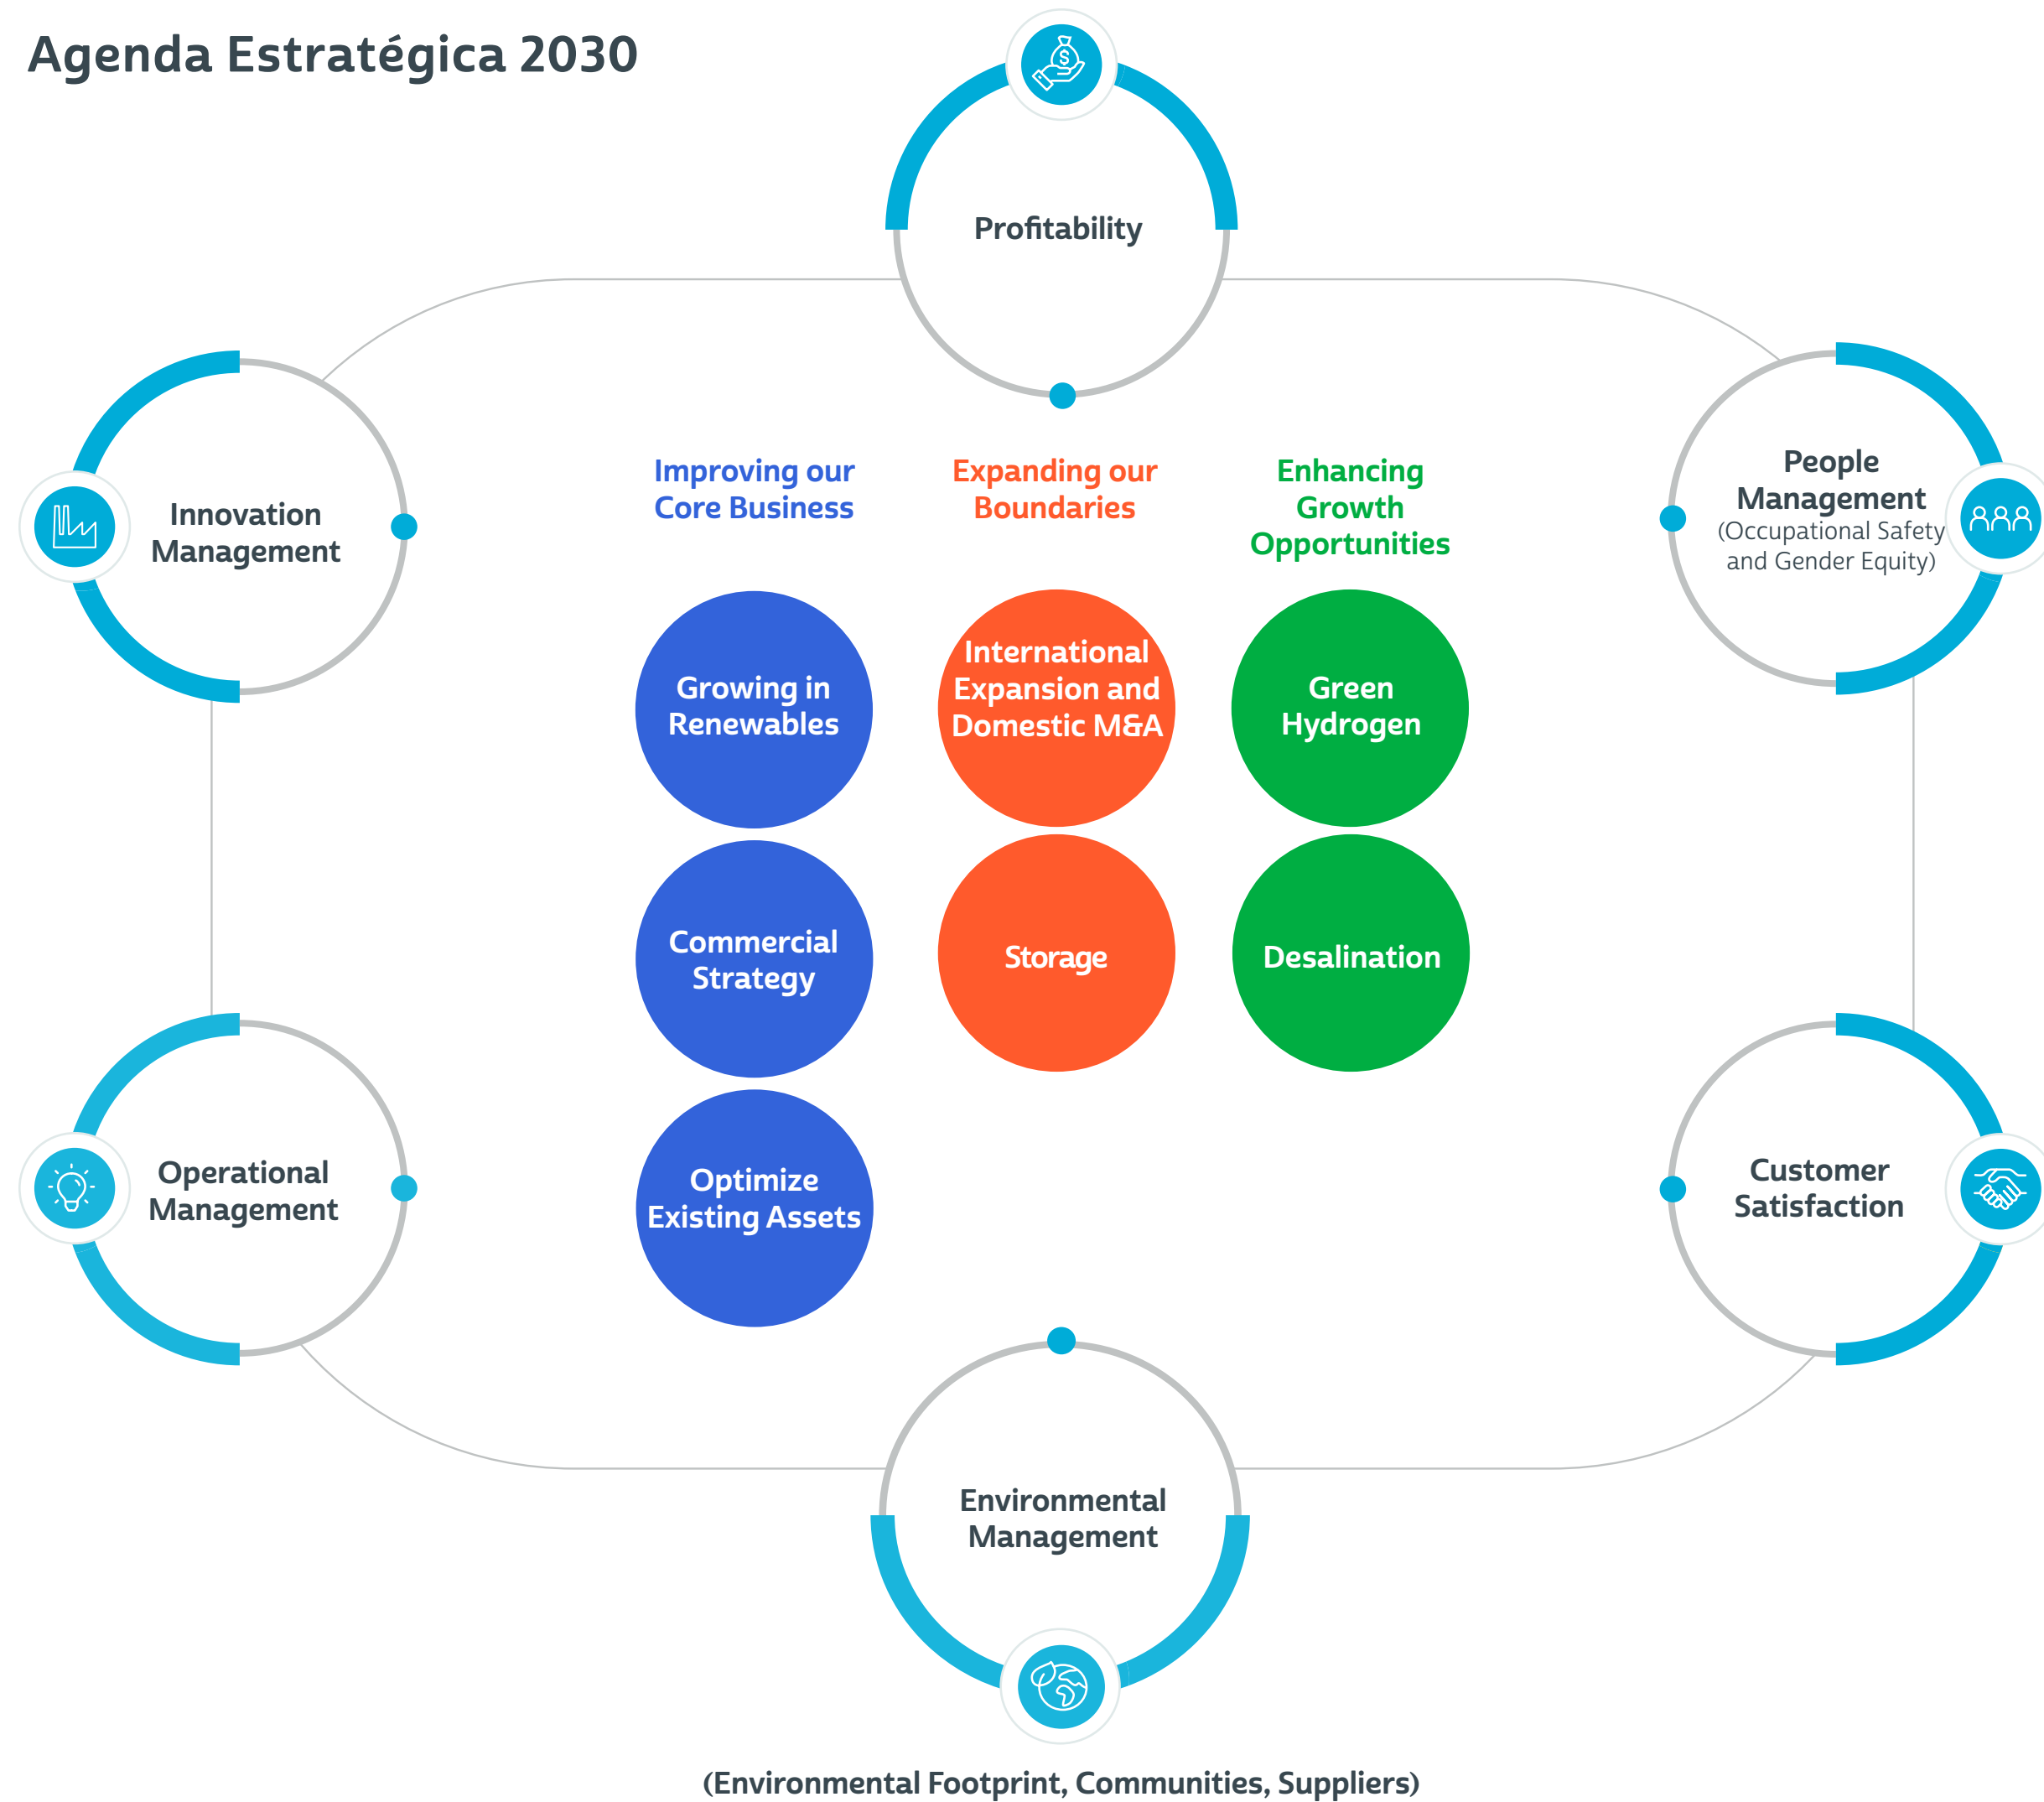 Agenda Estratégica 2030
Profitability
Innovation
Management
People
Management
(Occupational Safety
and Gender Equity)
Improving our
Core Business
Expanding our
Boundaries
Enhancing
Growth
Opportunities
Growing in
Renewables
International
Expansion and
Domestic M&A
Green
Hydrogen
Commercial
Strategy
Storage
Desalination
Optimize
Existing Assets
Operational
Management
Customer
Satisfaction
Environmental
Management
(Environmental Footprint, Communities, Suppliers)